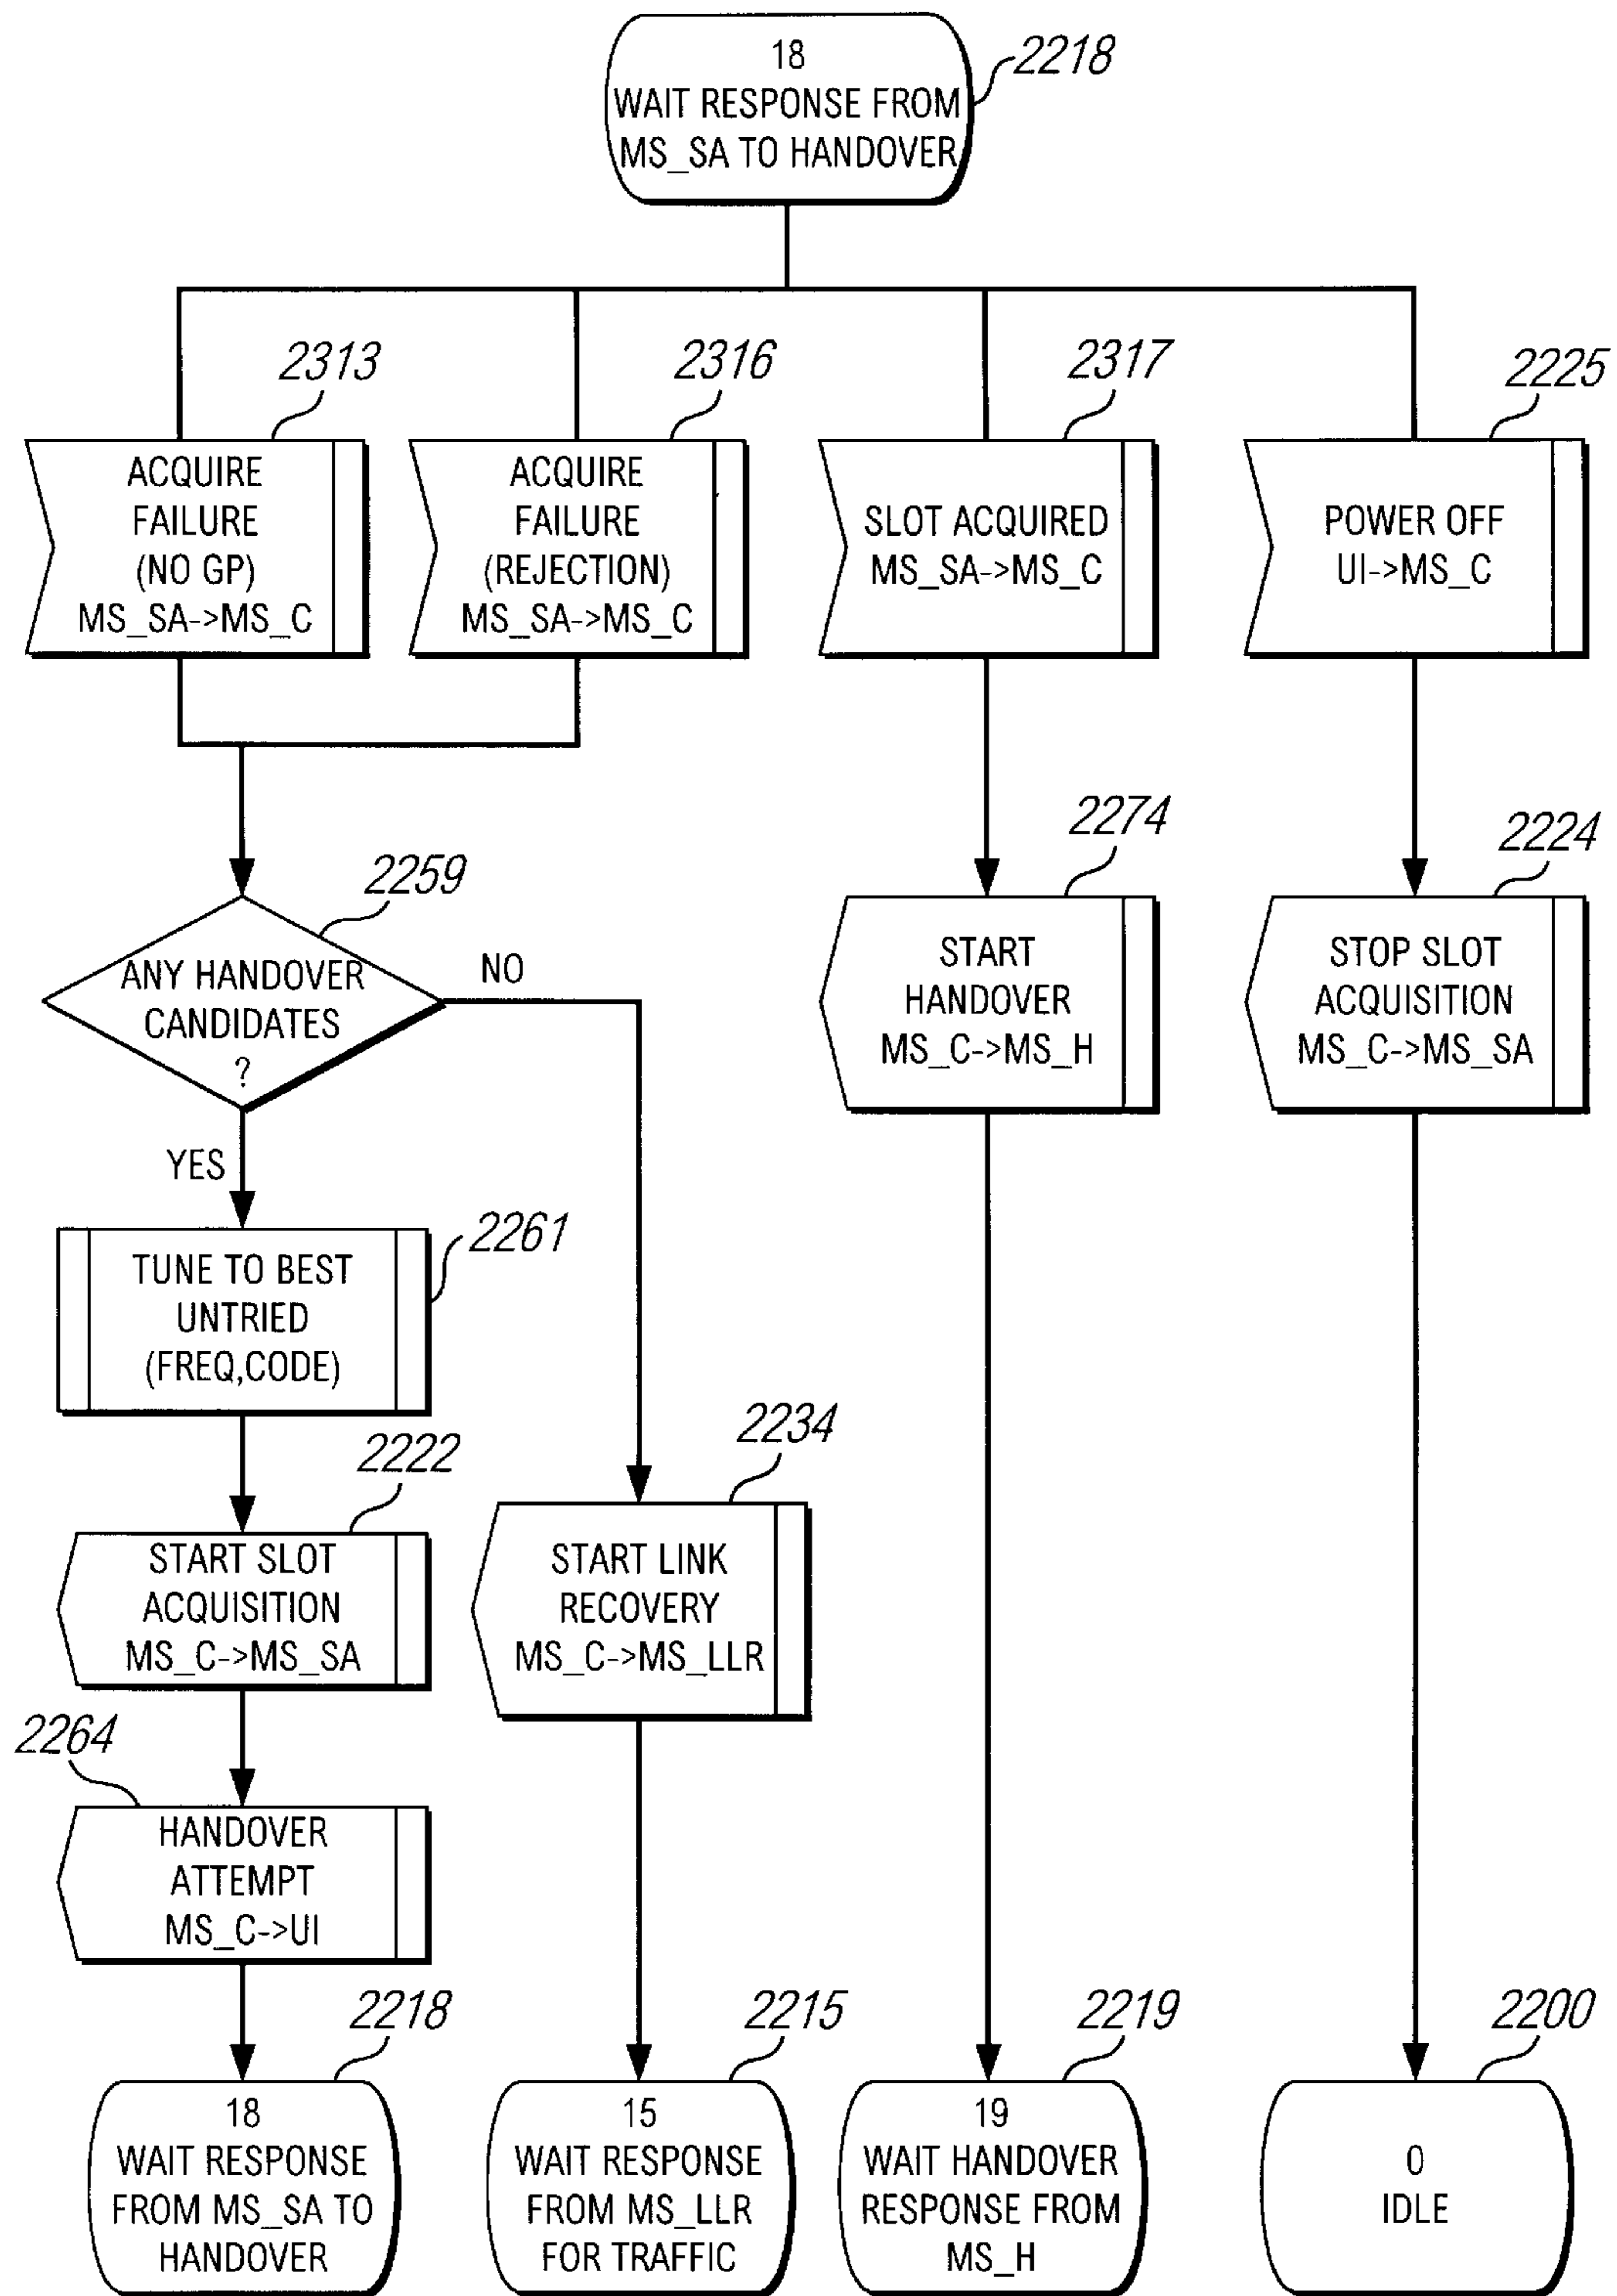 18
WAIT RESPONSE FROM
MS_SA TO HANDOVER
2218
2313
2316
2317
2225
ACQUIRE
FAILURE
(NO GP)
MS_SA->MS_C
ACQUIRE
FAILURE
(REJECTION)
MS_SA->MS_C
SLOT ACQUIRED
MS_SA->MS_C
POWER OFF
UI->MS_C
2259
ANY HANDOVER
CANDIDATES
?
NO
YES
2274
START
HANDOVER
MS_C->MS_H
2224
STOP SLOT
ACQUISITION
MS_C->MS_SA
2261
TUNE TO BEST
UNTRIED
(FREQ,CODE)
2222
START SLOT
ACQUISITION
MS_C->MS_SA
2234
START LINK
RECOVERY
MS_C->MS_LLR
2264
HANDOVER
ATTEMPT
MS_C->UI
2218
18
WAIT RESPONSE
FROM MS_SA TO
HANDOVER
2215
15
WAIT RESPONSE
FROM MS_LLR
FOR TRAFFIC
2219
19
WAIT HANDOVER
RESPONSE FROM
MS_H
2200
0
IDLE